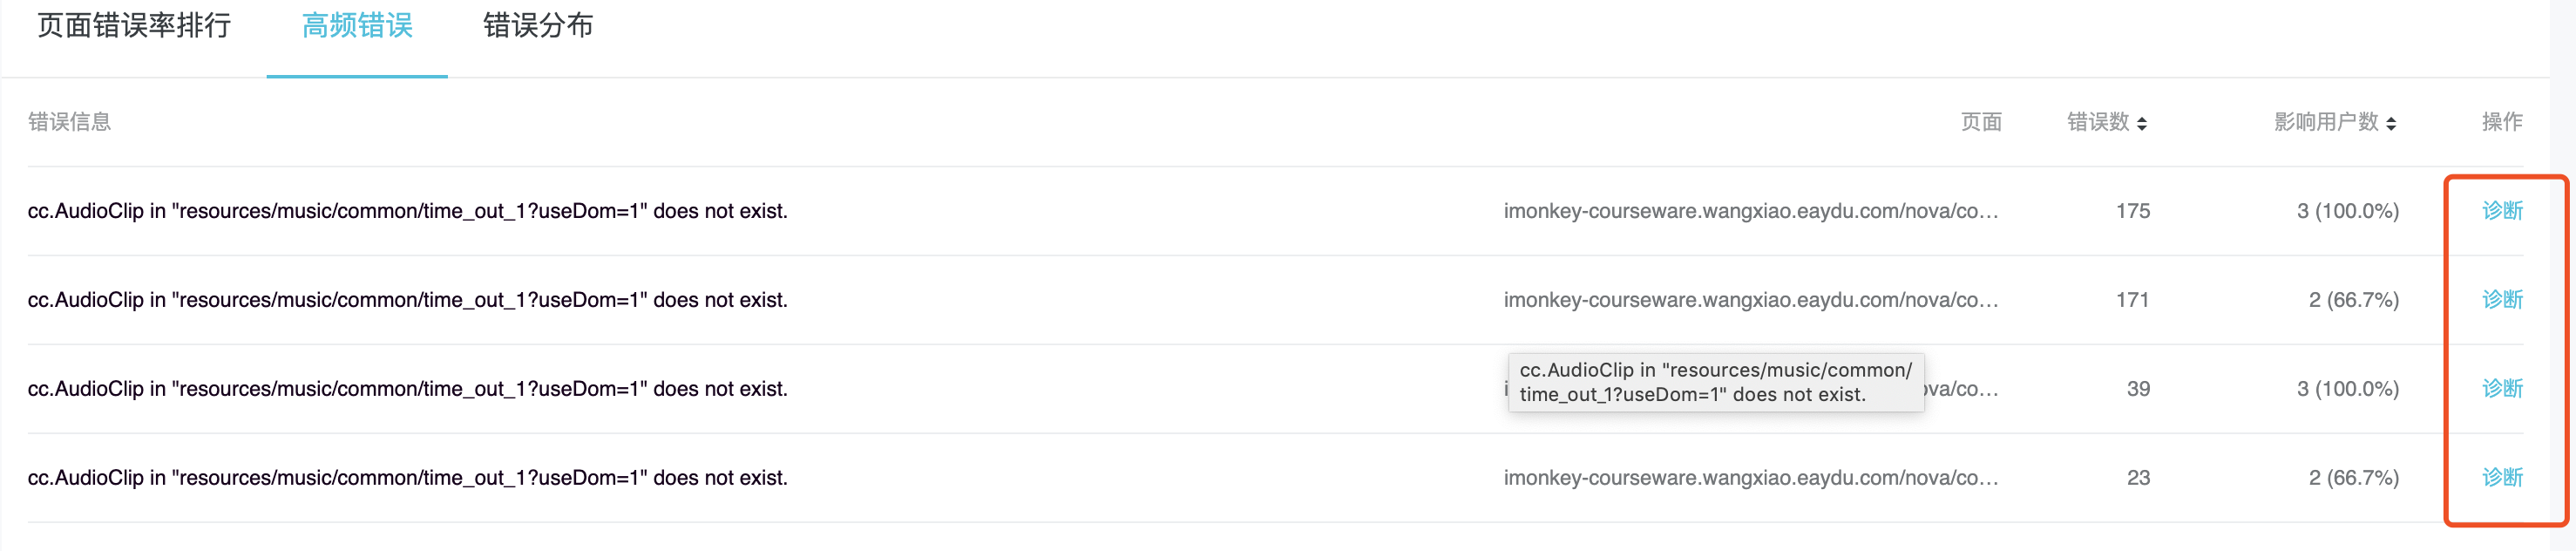 页面错误率排行 高频错误 错误分布
错误信息 页面 错误数 影响用户数 操作
cc.AudioClip in "resources/music/common/time_out_1?useDom=1" does not exist. imonkey-courseware.wangxiao.eaydu.com/nova/co... 175 3 (100.0%) 诊断
cc.AudioClip in "resources/music/common/time_out_1?useDom=1" does not exist. imonkey-courseware.wangxiao.eaydu.com/nova/co... 171 2 (66.7%) 诊断
cc.AudioClip in "resources/music/common/
time_out_1?useDom=1" does not exist.
cc.AudioClip in "resources/music/common/time_out_1?useDom=1" does not exist. ova/co... 39 3 (100.0%) 诊断
cc.AudioClip in "resources/music/common/time_out_1?useDom=1" does not exist. imonkey-courseware.wangxiao.eaydu.com/nova/co... 23 2 (66.7%) 诊断